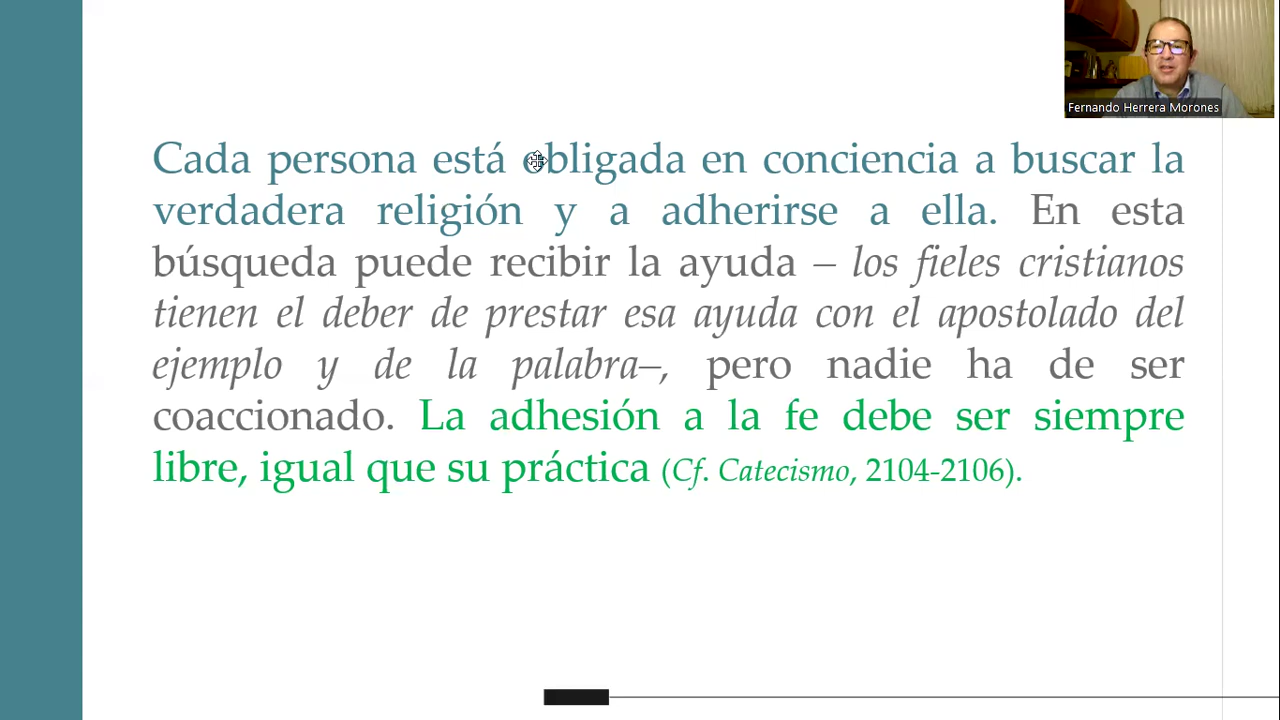 Fernando Herrera Morones
Cada persona está obligada en conciencia a buscar la
verdadera religión y a adherirse a ella. En esta
búsqueda puede recibir la ayuda – los fieles cristianos
tienen el deber de prestar esa ayuda con el apostolado del
ejemplo y de la palabra–, pero nadie ha de ser
coaccionado. La adhesión a la fe debe ser siempre
libre, igual que su práctica (Cf. Catecismo, 2104-2106).